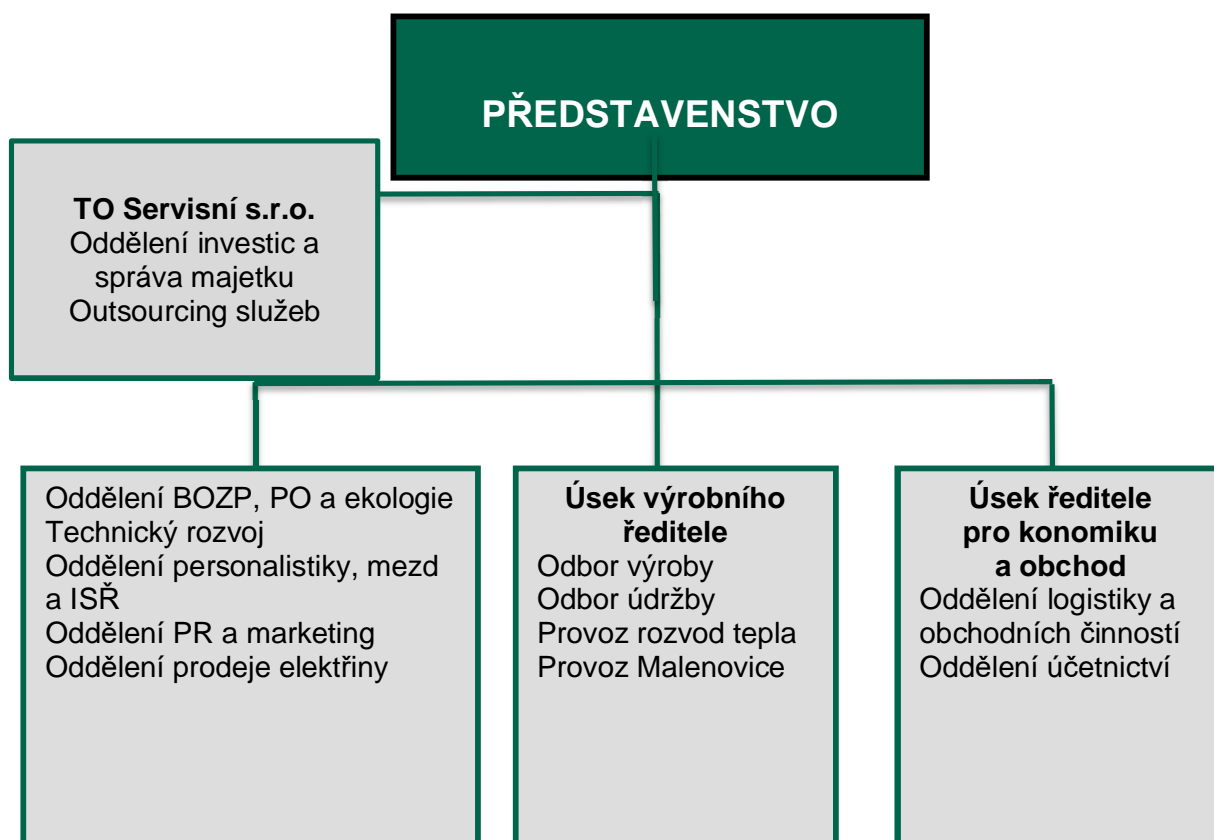 PŘEDSTAVENSTVO
TO Servisní s.r.o.
Oddělení investic a
správa majetku
Outsourcing služeb
Oddělení BOZP, PO a ekologie
Technický rozvoj
Oddělení personalistiky, mezd
a ISŘ
Oddělení PR a marketing
Oddělení prodeje elektřiny
Úsek výrobního
ředitele
Odbor výroby
Odbor údržby
Provoz rozvod tepla
Provoz Malenovice
Úsek ředitele
pro konomiku
a obchod
Oddělení logistiky a
obchodních činností
Oddělení účetnictví